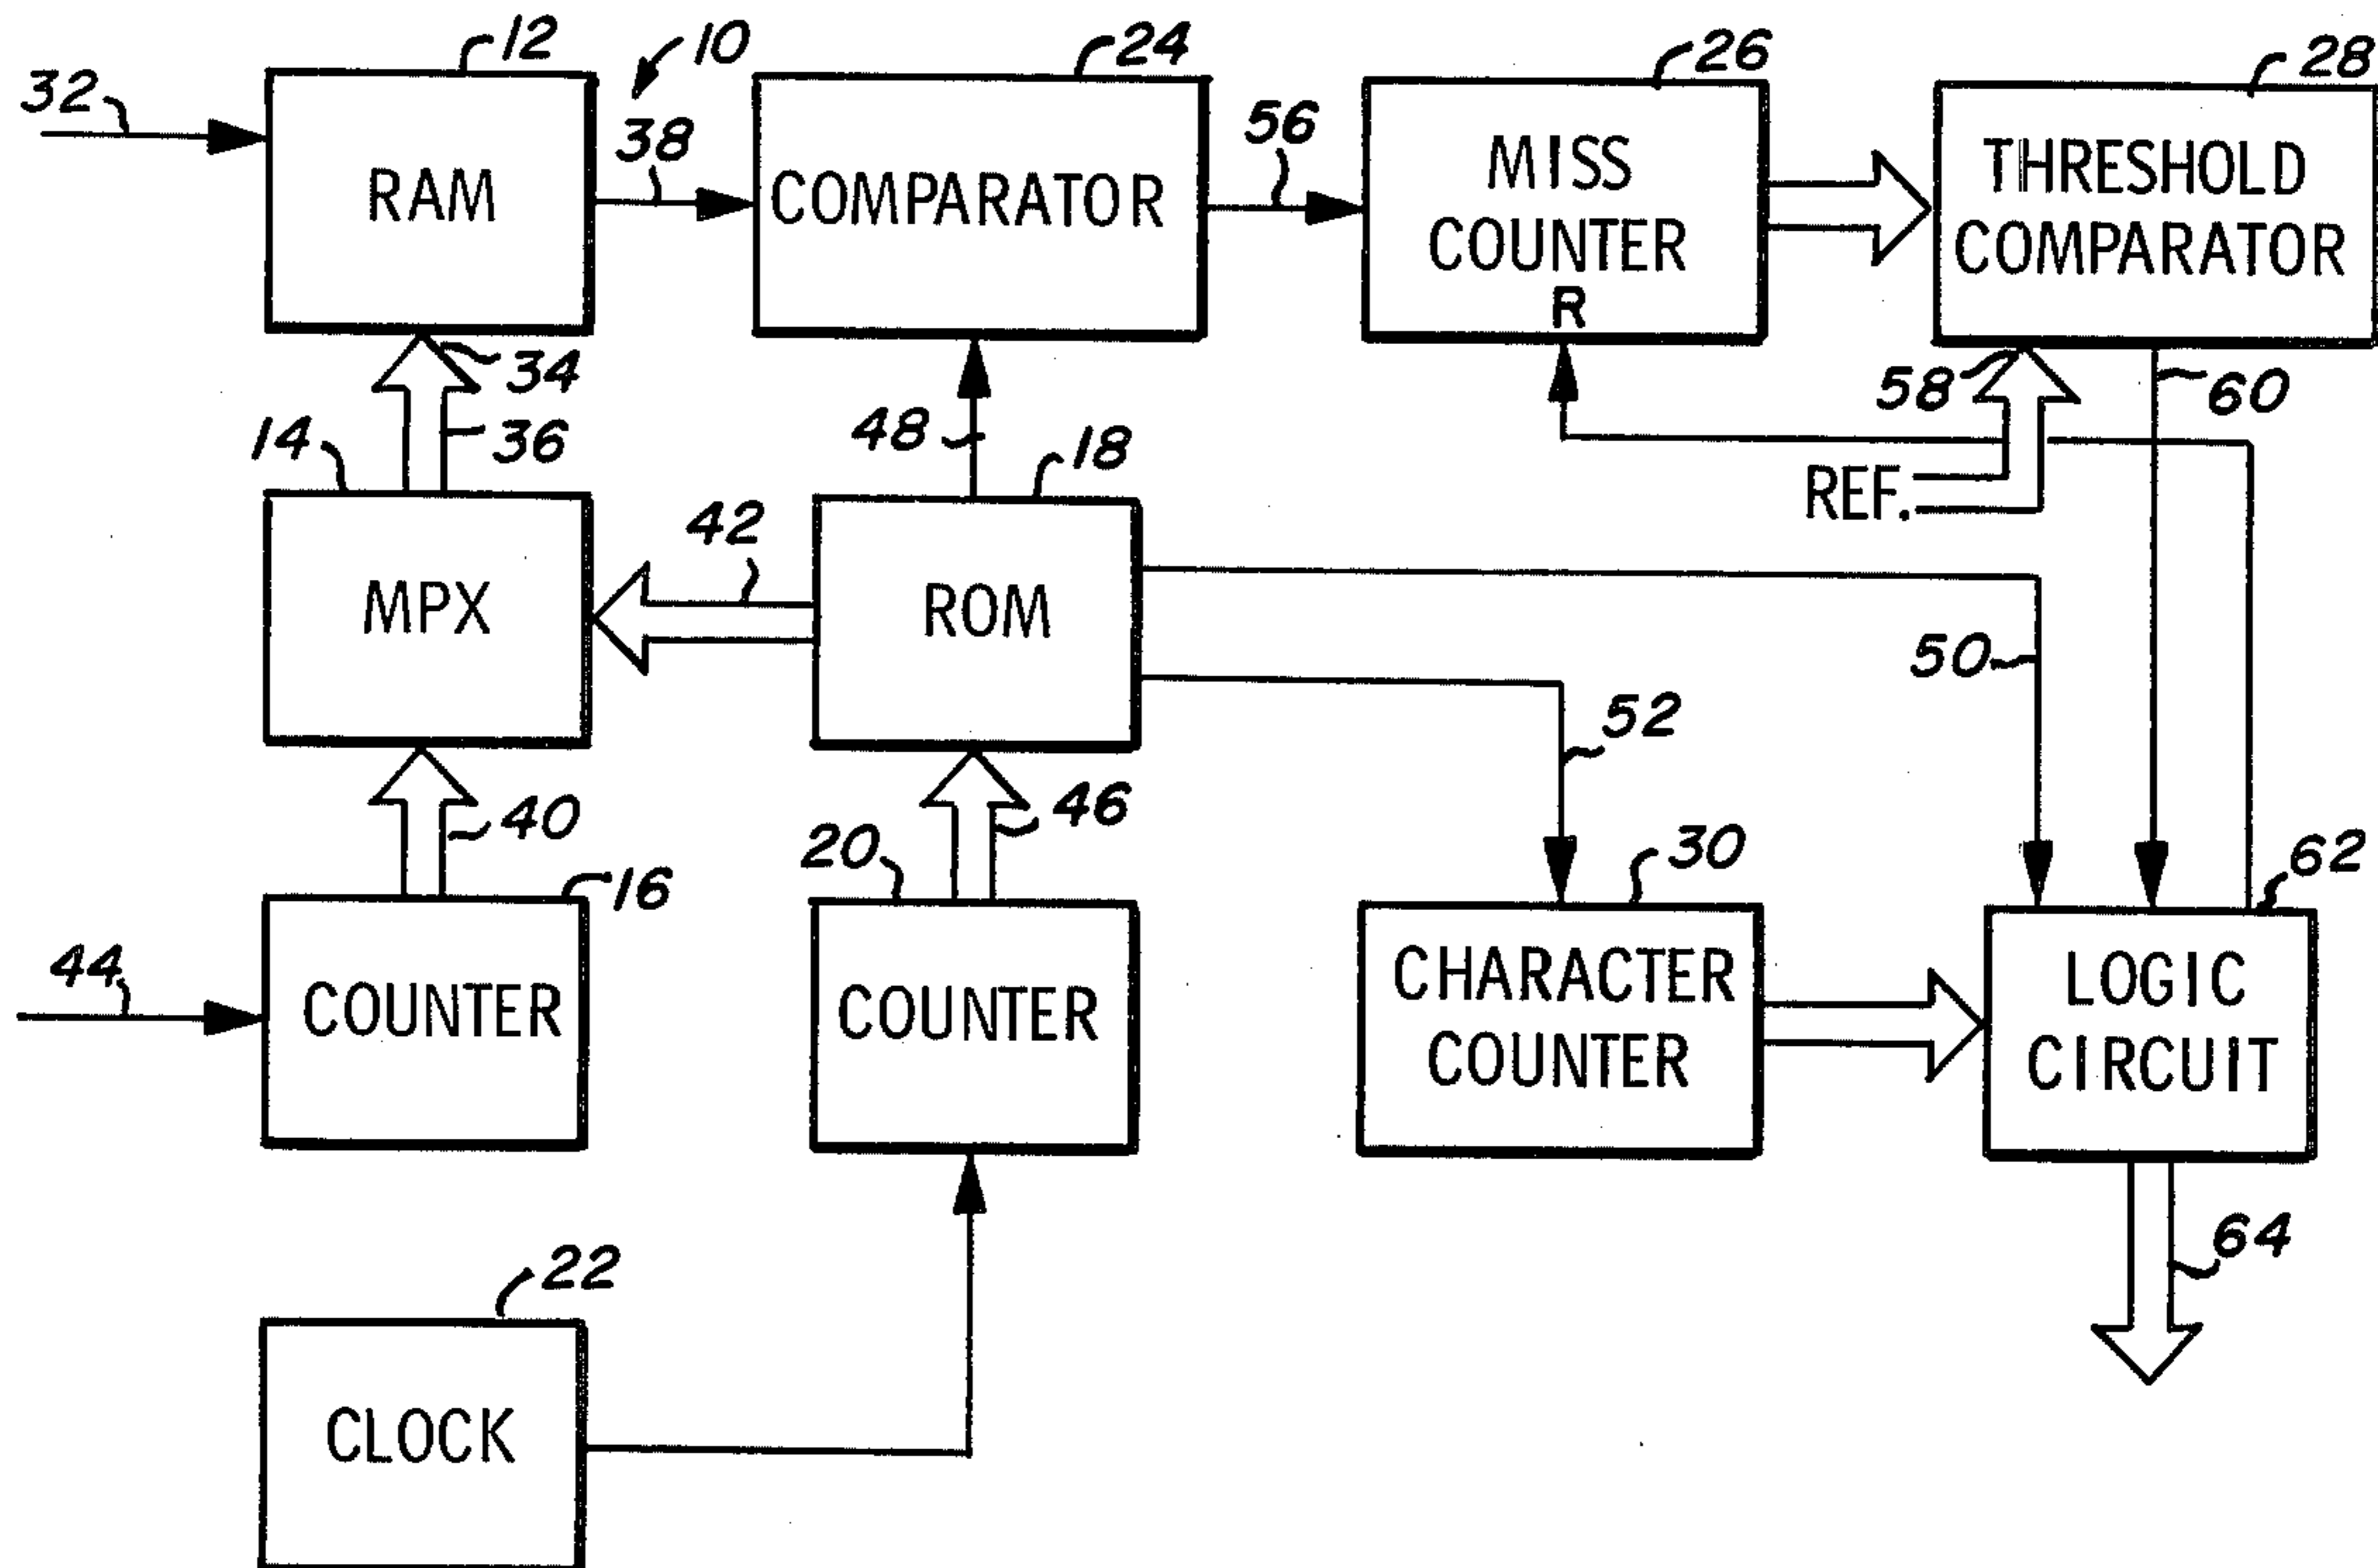 12
10
24
26
28
32
38
56
RAM
COMPARATOR
MISS
COUNTER
R
THRESHOLD
COMPARATOR
34
36
14
48
18
58
60
REF.
42
MPX
ROM
50
52
40
46
16
20
30
62
44
COUNTER
COUNTER
CHARACTER
COUNTER
LOGIC
CIRCUIT
22
64
CLOCK